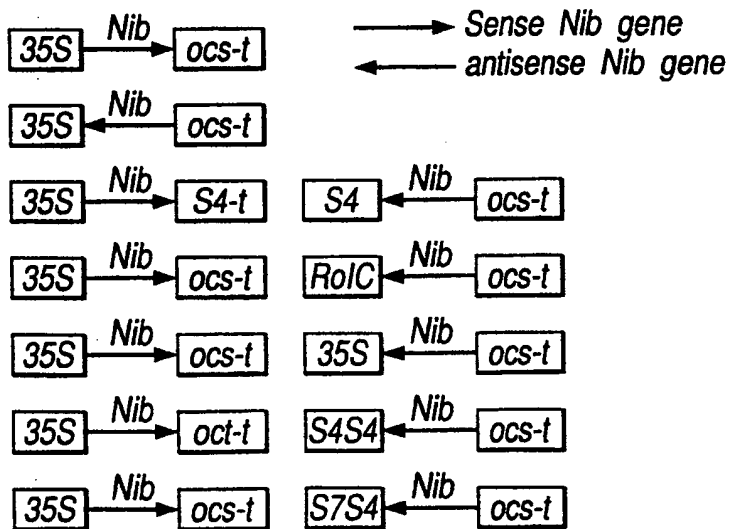 Nib
35S ocs-t
Sense Nib gene
antisense Nib gene
Nib
35S ocs-t
Nib Nib
35S S4-t S4 ocs-t
Nib Nib
35S ocs-t RolC ocs-t
Nib Nib
35S ocs-t 35S ocs-t
Nib Nib
35S oct-t S4S4 ocs-t
Nib Nib
35S ocs-t S7S4 ocs-t